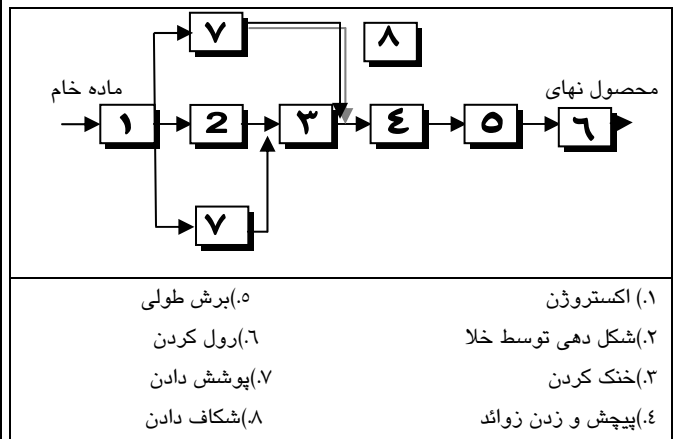 ۷ ۸
ماده خام محصول نهای
۱ 2 ۳ ٤ ٥ ٦
۷
۱.) اکستروژن
٥.)برش طولی
۲.)شکل دهی توسط خلا
٦.)رول کردن
۳.)خنک کردن
۷.)پوشش دادن
٤.)پیچش و زدن زوائد
۸.)شکاف دادن